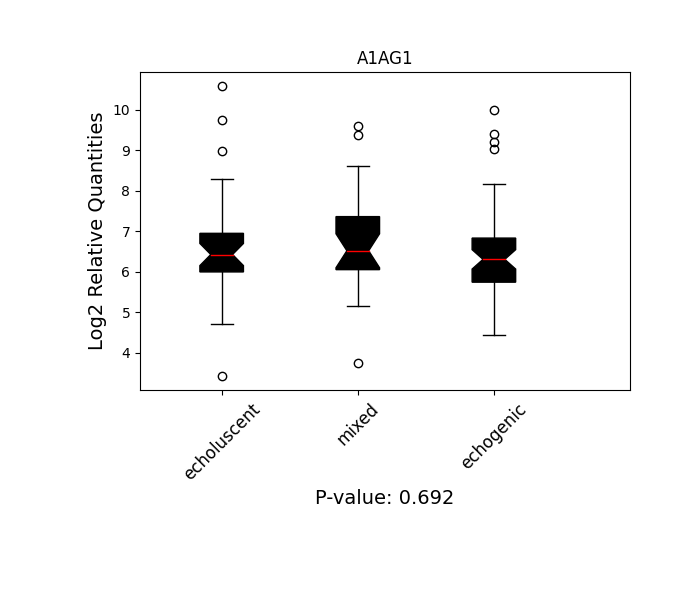 A1AG1
Log2 Relative Quantities
10
9
8
7
6
5
4
echoluscent
mixed
echogenic
P-value: 0.692